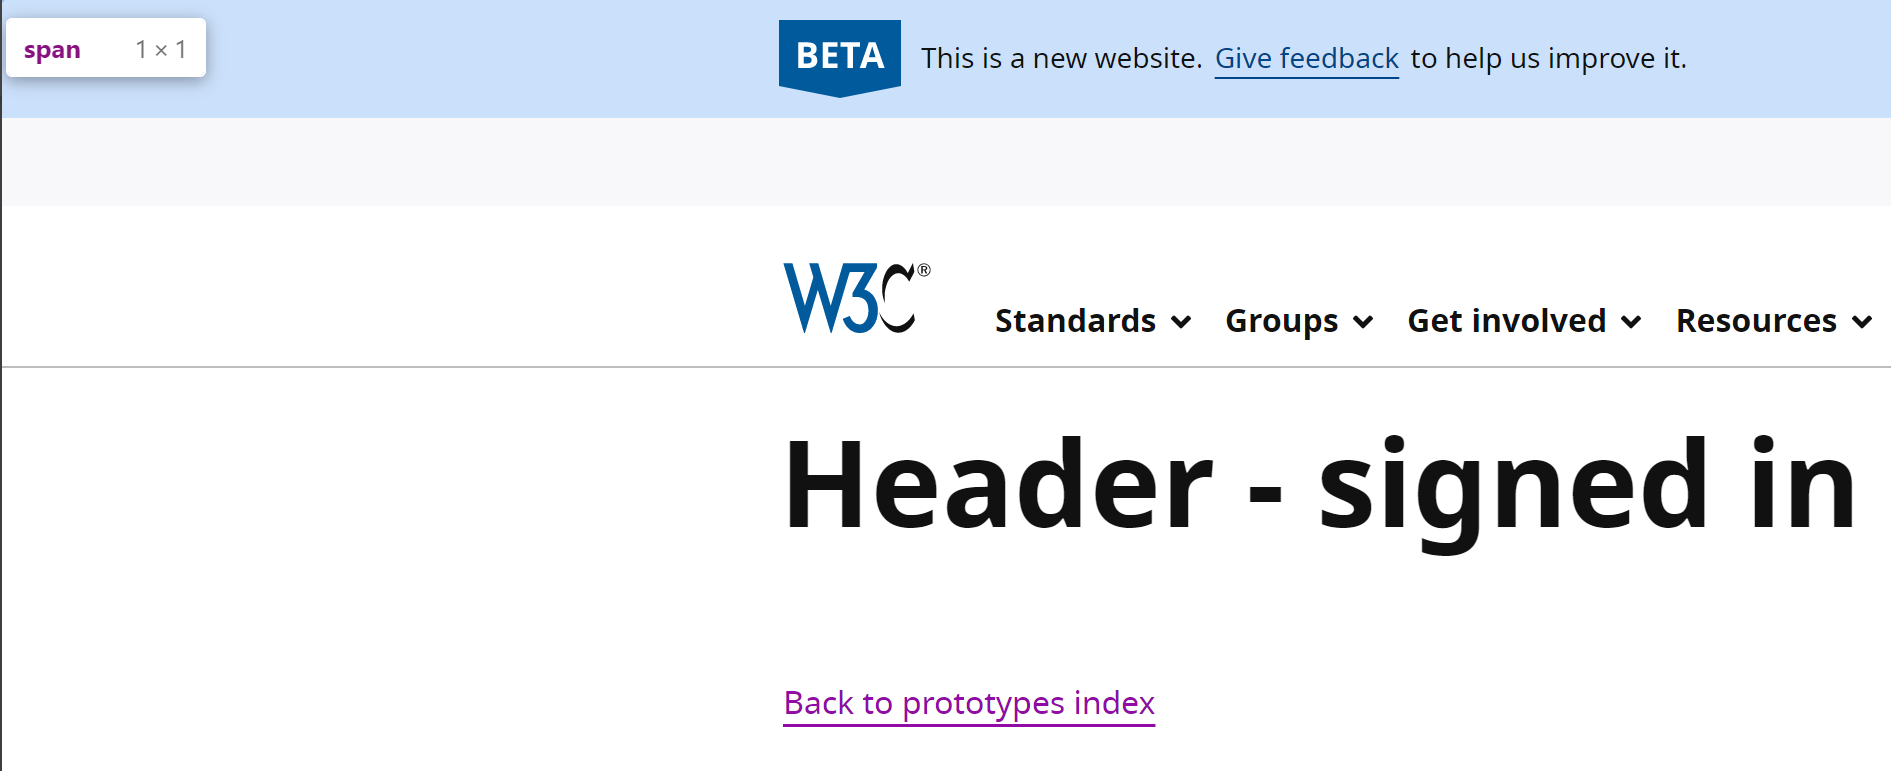 span 1 × 1
BETA This is a new website. Give feedback to help us improve it.
W3C®
Standards Groups Get involved Resources
Header - signed in
Back to prototypes index